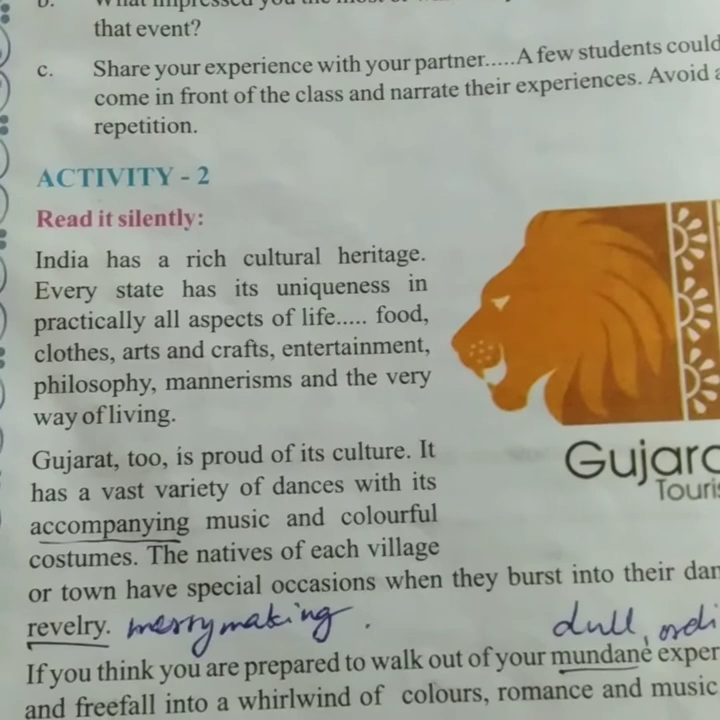 that event?
c. Share your experience with your partner.....A few students could
come in front of the class and narrate their experiences. Avoid
repetition.
ACTIVITY - 2
Read it silently:
India has a rich cultural heritage.
Every state has its uniqueness in
practically all aspects of life..... food,
clothes, arts and crafts, entertainment,
philosophy, mannerisms and the very
way of living.
Gujarat, too, is proud of its culture. It
has a vast variety of dances with its
accompanying music and colourful
costumes. The natives of each village
or town have special occasions when they burst into their
revelry. merrymaking.
dull,
If you think you are prepared to walk out of your mundane
and freefall into a whirlwind of colours, romance and music